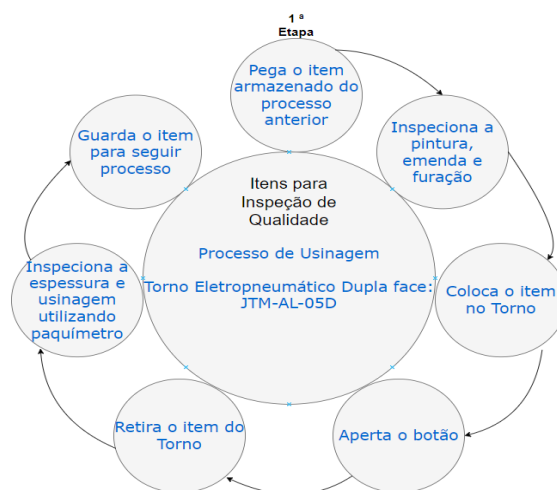 1 ª
Etapa
Pega o item
armazenado do
processo
anterior
Inspeciona a
pintura,
emenda e
furação
Coloca o item
no Torno
Aperta o botão
Retira o item do
Torno
Inspeciona a
espessura e
usinagem
utilizando
paquímetro
Guarda o item
para seguir
processo
Itens para
Inspeção de
Qualidade
Processo de Usinagem
Torno Eletropneumático Dupla face:
JTM-AL-05D